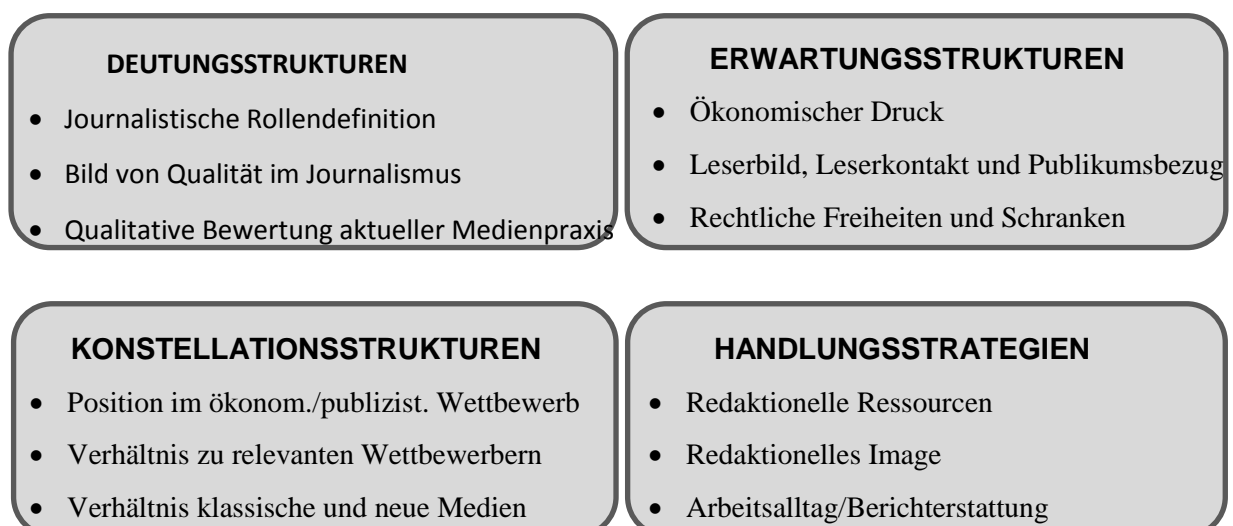 DEUTUNGSSTRUKTUREN
• Journalistische Rollendefinition
• Bild von Qualität im Journalismus
• Qualitative Bewertung aktueller Medienpraxis
ERWARTUNGSSTRUKTUREN
• Ökonomischer Druck
• Leserbild, Leserkontakt und Publikumsbezug
• Rechtliche Freiheiten und Schranken
KONSTELLATIONSSTRUKTUREN
• Position im ökonom./publizist. Wettbewerb
• Verhältnis zu relevanten Wettbewerbern
• Verhältnis klassische und neue Medien
HANDLUNGSSTRATEGIEN
• Redaktionelle Ressourcen
• Redaktionelles Image
• Arbeitsalltag/Berichterstattung